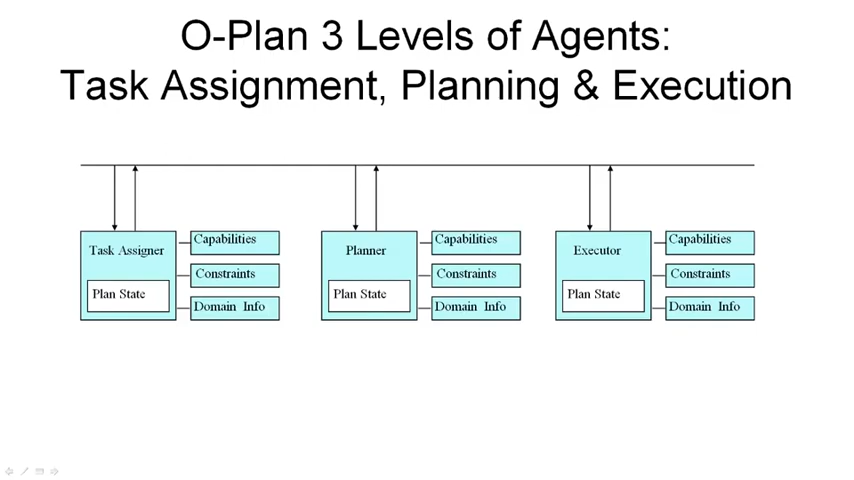 O-Plan 3 Levels of Agents:
Task Assignment, Planning & Execution
Task Assigner
Plan State
Capabilities
Constraints
Domain Info
Planner
Plan State
Capabilities
Constraints
Domain Info
Executor
Plan State
Capabilities
Constraints
Domain Info